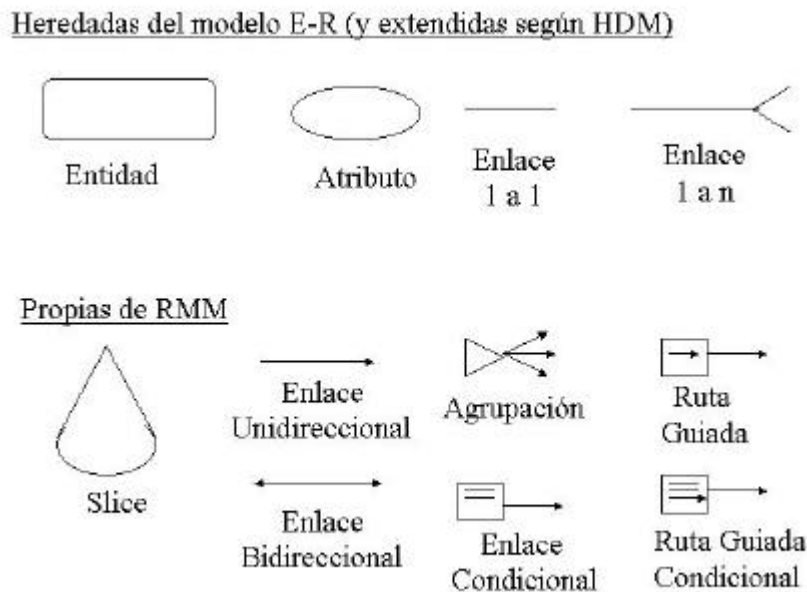 Heredadas del modelo E-R (y extendidas según HDM)
Entidad
Atributo
Enlace
1 a 1
Enlace
1 a n
Propias de RMM
Slice
Enlace
Unidireccional
Agrupación
Ruta
Guiada
Enlace
Bidireccional
Enlace
Condicional
Ruta Guiada
Condicional